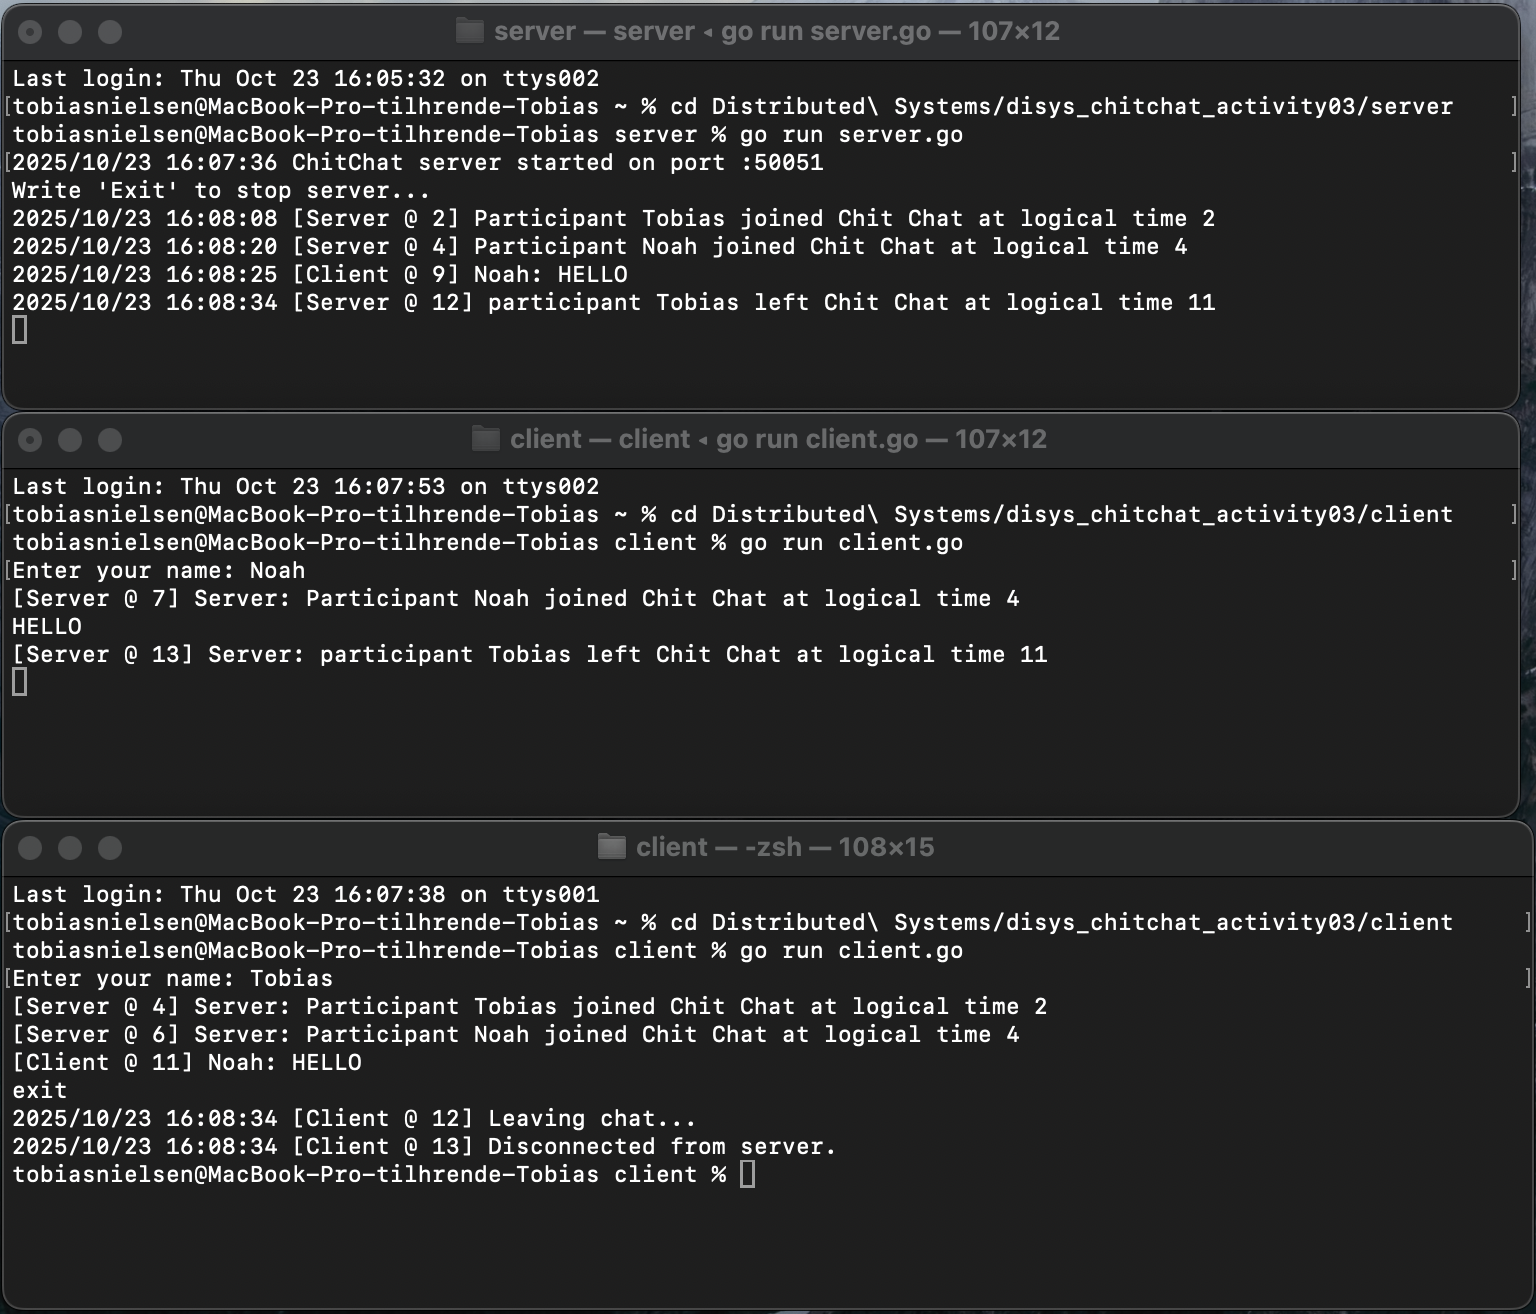 server — server ◂ go run server.go — 107×12
Last login: Thu Oct 23 16:05:32 on ttys002
[tobiasnielsen@MacBook-Pro-tilhrende-Tobias ~ % cd Distributed\ Systems/disys_chitchat_activity03/server ]
tobiasnielsen@MacBook-Pro-tilhrende-Tobias server % go run server.go
[2025/10/23 16:07:36 ChitChat server started on port :50051 ]
Write 'Exit' to stop server...
2025/10/23 16:08:08 [Server @ 2] Participant Tobias joined Chit Chat at logical time 2
2025/10/23 16:08:20 [Server @ 4] Participant Noah joined Chit Chat at logical time 4
2025/10/23 16:08:25 [Client @ 9] Noah: HELLO
2025/10/23 16:08:34 [Server @ 12] participant Tobias left Chit Chat at logical time 11
client — client ◂ go run client.go — 107×12
Last login: Thu Oct 23 16:07:53 on ttys002
[tobiasnielsen@MacBook-Pro-tilhrende-Tobias ~ % cd Distributed\ Systems/disys_chitchat_activity03/client ]
tobiasnielsen@MacBook-Pro-tilhrende-Tobias client % go run client.go
[Enter your name: Noah ]
[Server @ 7] Server: Participant Noah joined Chit Chat at logical time 4
HELLO
[Server @ 13] Server: participant Tobias left Chit Chat at logical time 11
client — -zsh — 108×15
Last login: Thu Oct 23 16:07:38 on ttys001
[tobiasnielsen@MacBook-Pro-tilhrende-Tobias ~ % cd Distributed\ Systems/disys_chitchat_activity03/client ]
tobiasnielsen@MacBook-Pro-tilhrende-Tobias client % go run client.go
[Enter your name: Tobias ]
[Server @ 4] Server: Participant Tobias joined Chit Chat at logical time 2
[Server @ 6] Server: Participant Noah joined Chit Chat at logical time 4
[Client @ 11] Noah: HELLO
exit
2025/10/23 16:08:34 [Client @ 12] Leaving chat...
2025/10/23 16:08:34 [Client @ 13] Disconnected from server.
tobiasnielsen@MacBook-Pro-tilhrende-Tobias client %